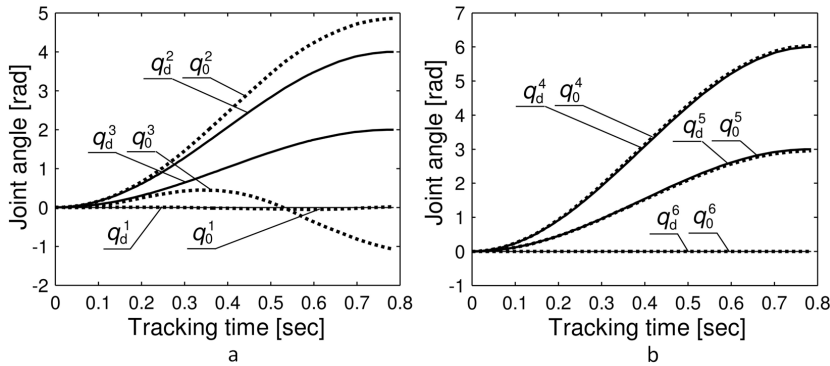 5
4
3
2
1
0
-1
-2
Joint angle [rad]
q_d^2 q_0^2
q_d^3 q_0^3
q_d^1 q_0^1
0 0.1 0.2 0.3 0.4 0.5 0.6 0.7 0.8
Tracking time [sec]
a
7
6
5
4
3
2
1
0
-1
Joint angle [rad]
q_d^4 q_0^4
q_d^5 q_0^5
q_d^6 q_0^6
0 0.1 0.2 0.3 0.4 0.5 0.6 0.7 0.8
Tracking time [sec]
b